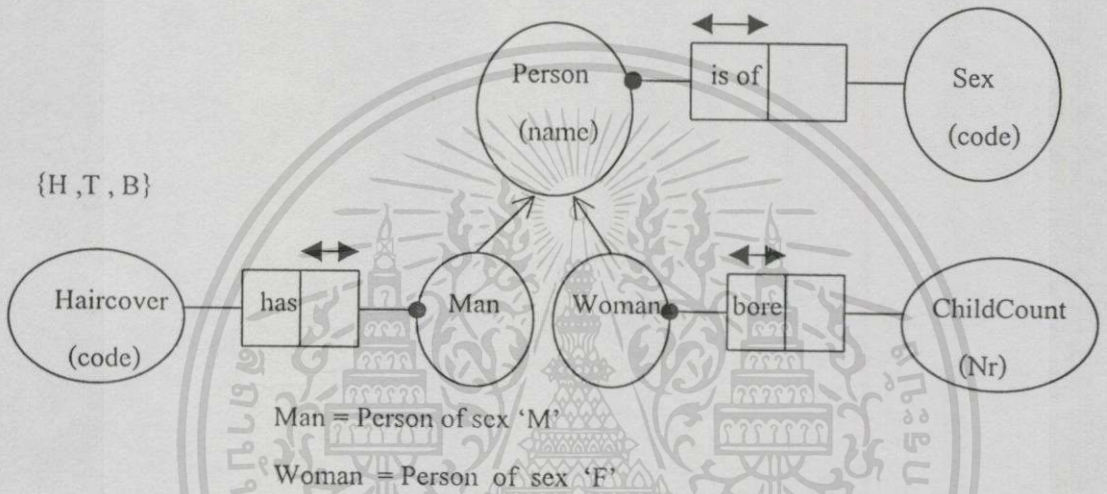 Person
(name)
is of
Sex
(code)
{H ,T , B}
Haircover
(code)
has
Man
Woman
bore
ChildCount
(Nr)
Man = Person of sex ‘M’
Woman = Person of sex ‘F’